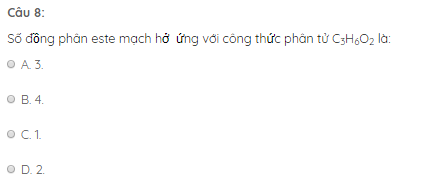 Câu 8:
Số đồng phân este mạch hở ứng với công thức phân tử C₃H₆O₂ là:
A. 3.
B. 4.
C. 1.
D. 2.